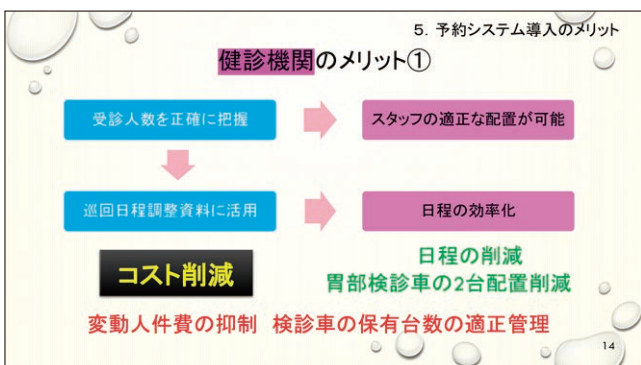 5．予約システム導入のメリット
健診機関のメリット①
受診人数を正確に把握
スタッフの適正な配置が可能
巡回日程調整資料に活用
日程の効率化
コスト削減
日程の削減
胃部検診車の2台配置削減
変動人件費の抑制 検診車の保有台数の適正管理
14